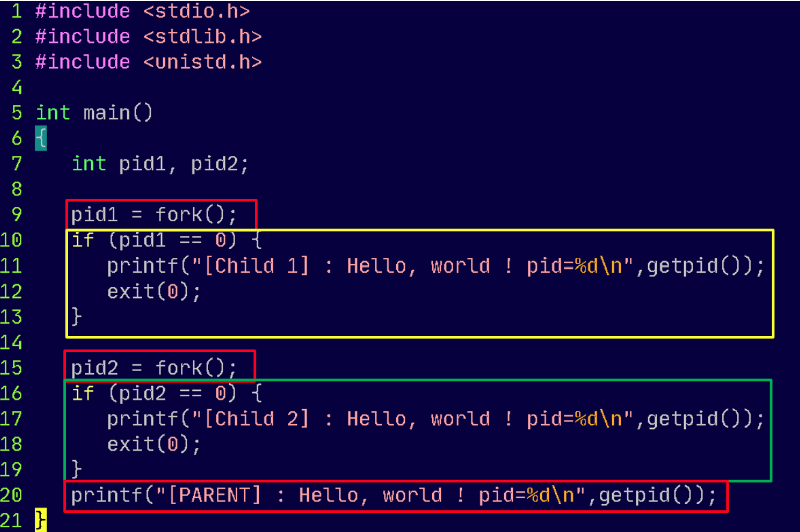 1 #include <stdio.h>
2 #include <stdlib.h>
3 #include <unistd.h>
4
5 int main()
6 {
7    int pid1, pid2;
8
9    pid1 = fork();
10    if (pid1 == 0) {
11       printf("[Child 1] : Hello, world ! pid=%d\n",getpid());
12       exit(0);
13    }
14
15    pid2 = fork();
16    if (pid2 == 0) {
17       printf("[Child 2] : Hello, world ! pid=%d\n",getpid());
18       exit(0);
19    }
20    printf("[PARENT] : Hello, world ! pid=%d\n",getpid());
21 }